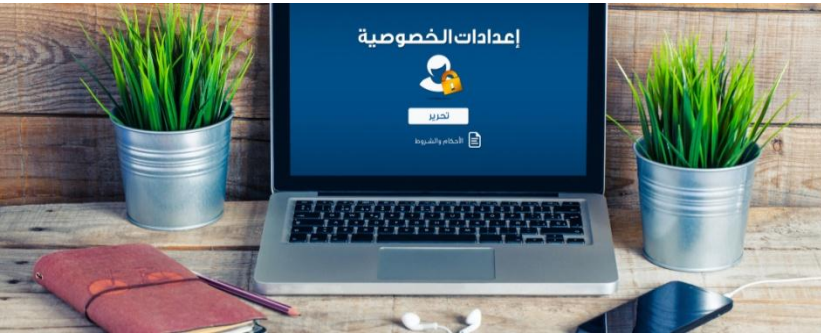 إعدادات الخصوصية
تحرير
الأحكام والشروط